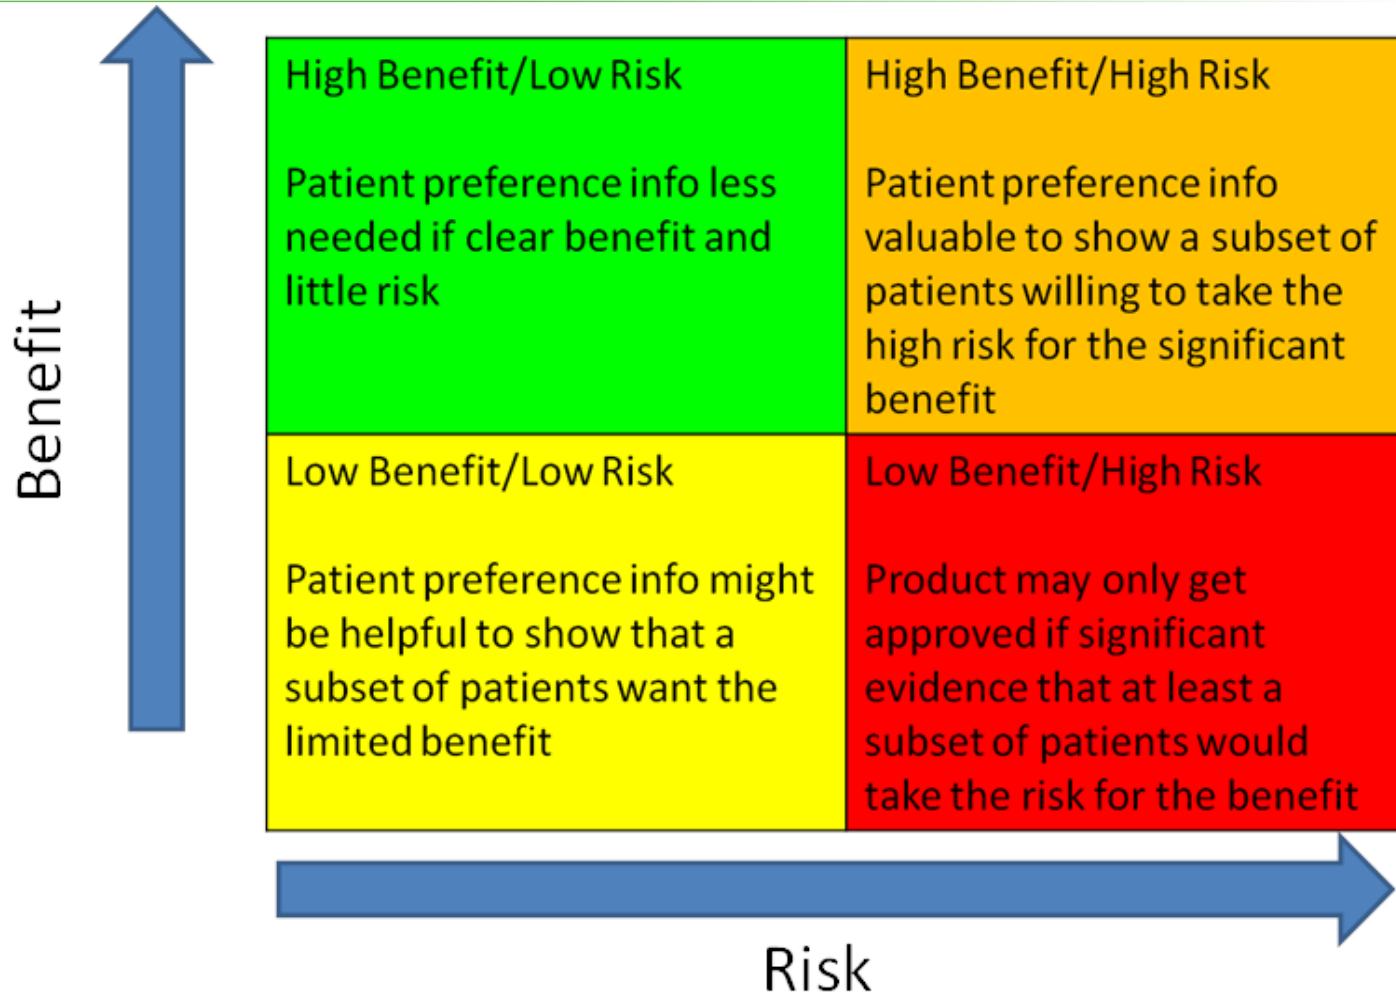 High Benefit/Low Risk
Patient preference info less
needed if clear benefit and
little risk
High Benefit/High Risk
Patient preference info
valuable to show a subset of
patients willing to take the
high risk for the significant
benefit
Benefit
Low Benefit/Low Risk
Patient preference info might
be helpful to show that a
subset of patients want the
limited benefit
Low Benefit/High Risk
Product may only get
approved if significant
evidence that at least a
subset of patients would
take the risk for the benefit
Risk